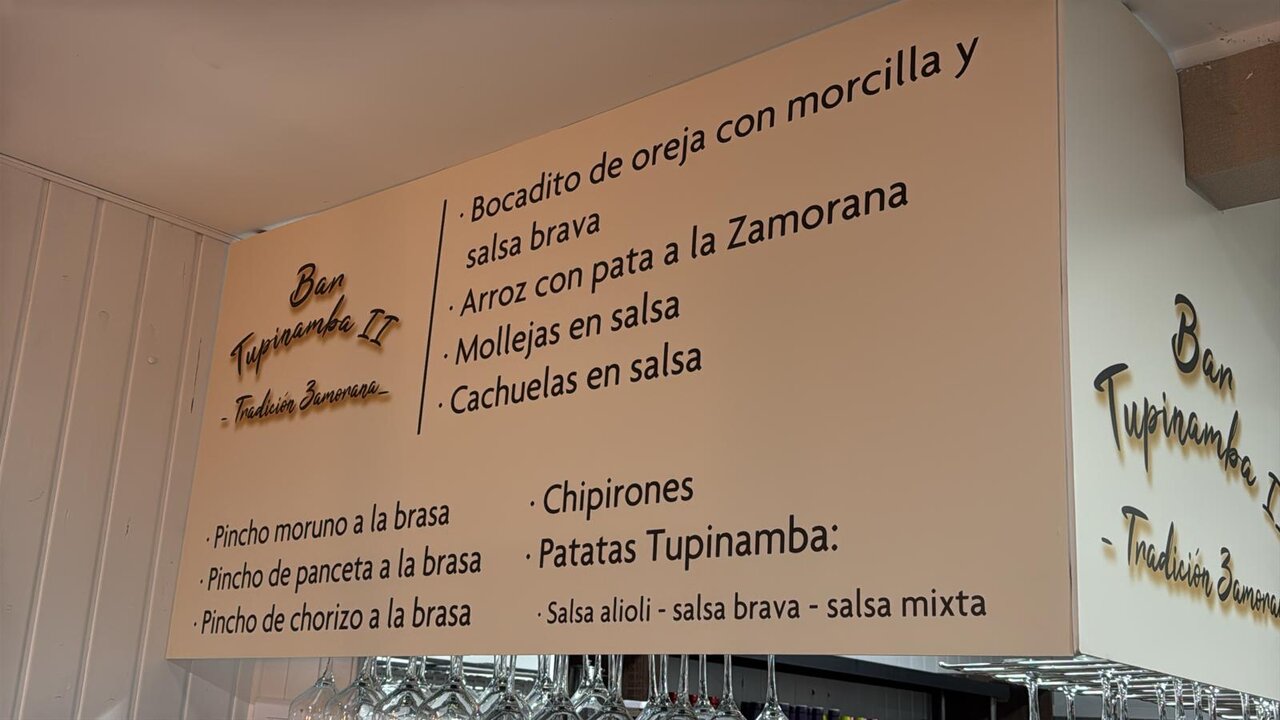 Bar
Tupinamba II
- Tradición Zamorana -
· Bocadito de oreja con morcilla y
salsa brava
· Arroz con pata a la Zamorana
· Mollejas en salsa
· Cachuelas en salsa
· Pincho moruno a la brasa
· Pincho de panceta a la brasa
· Pincho de chorizo a la brasa
· Chipirones
· Patatas Tupinamba:
· Salsa alioli - salsa brava - salsa mixta
Bar
Tupinamba I
- Tradición Zamorana